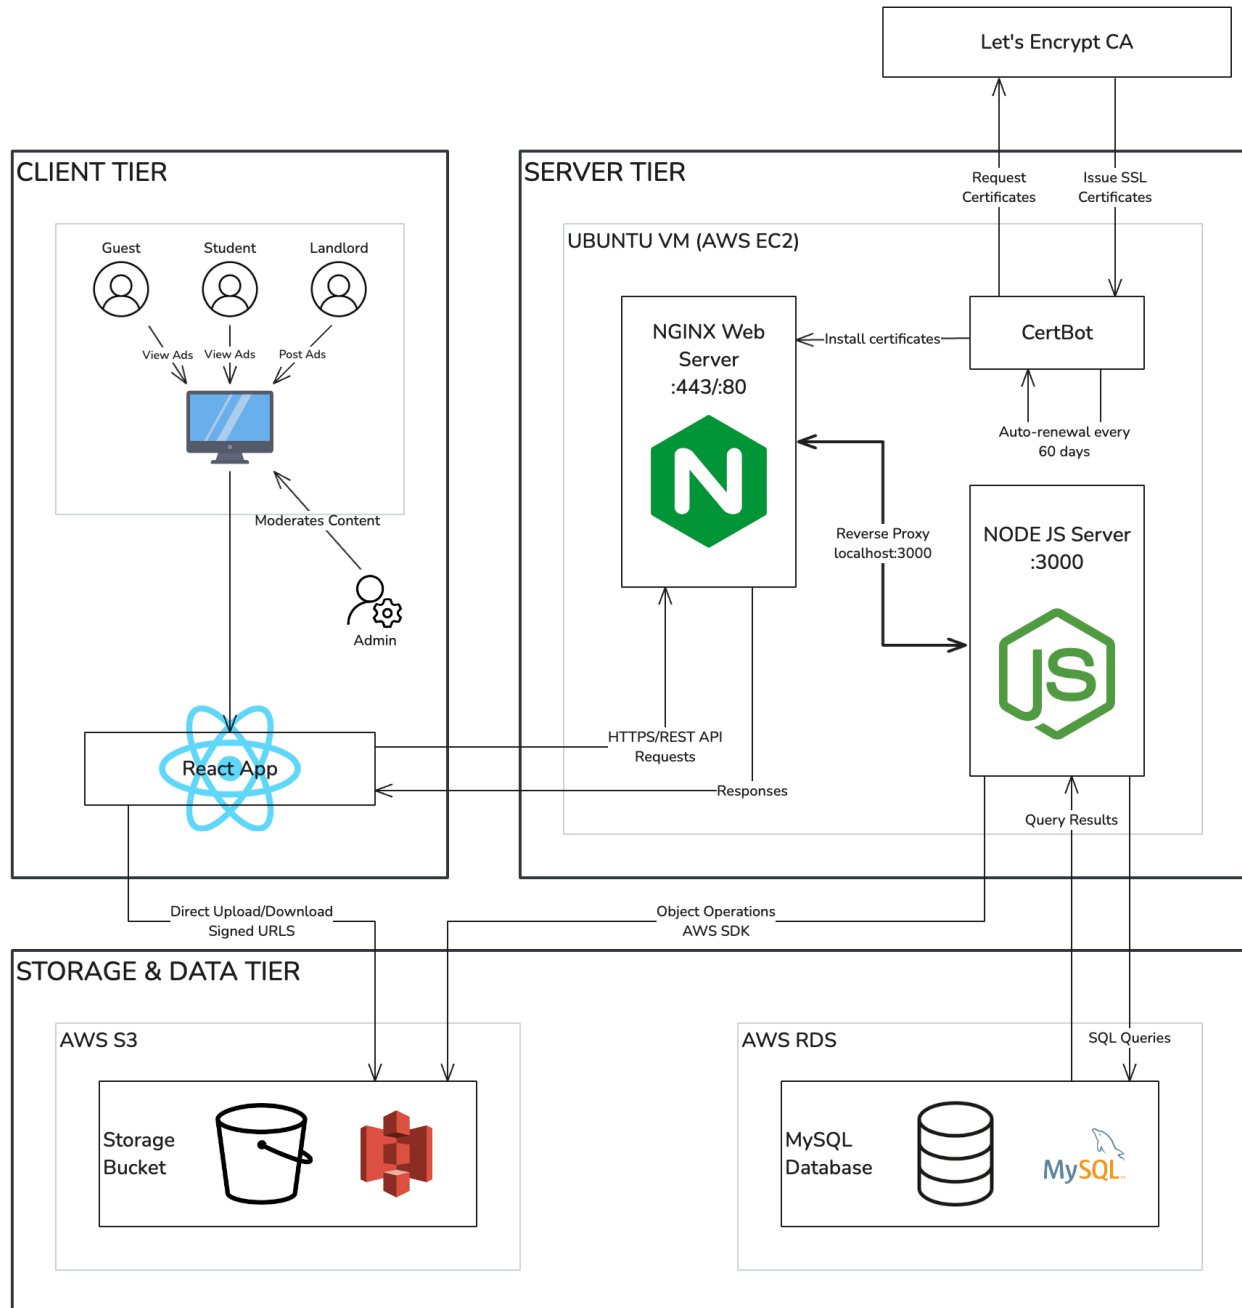 Let's Encrypt CA
CLIENT TIER
SERVER TIER
Request
Certificates
Issue SSL
Certificates
Guest
Student
Landlord
View Ads
View Ads
Post Ads
Moderates Content
Admin
React App
UBUNTU VM (AWS EC2)
NGINX Web
Server
:443/:80
Install certificates
CertBot
Auto-renewal every
60 days
Reverse Proxy
localhost:3000
NODE JS Server
:3000
JS
HTTPS/REST API
Requests
Responses
Query Results
Direct Upload/Download
Signed URLS
Object Operations
AWS SDK
STORAGE & DATA TIER
AWS S3
Storage
Bucket
AWS RDS
SQL Queries
MySQL
Database
MySQL